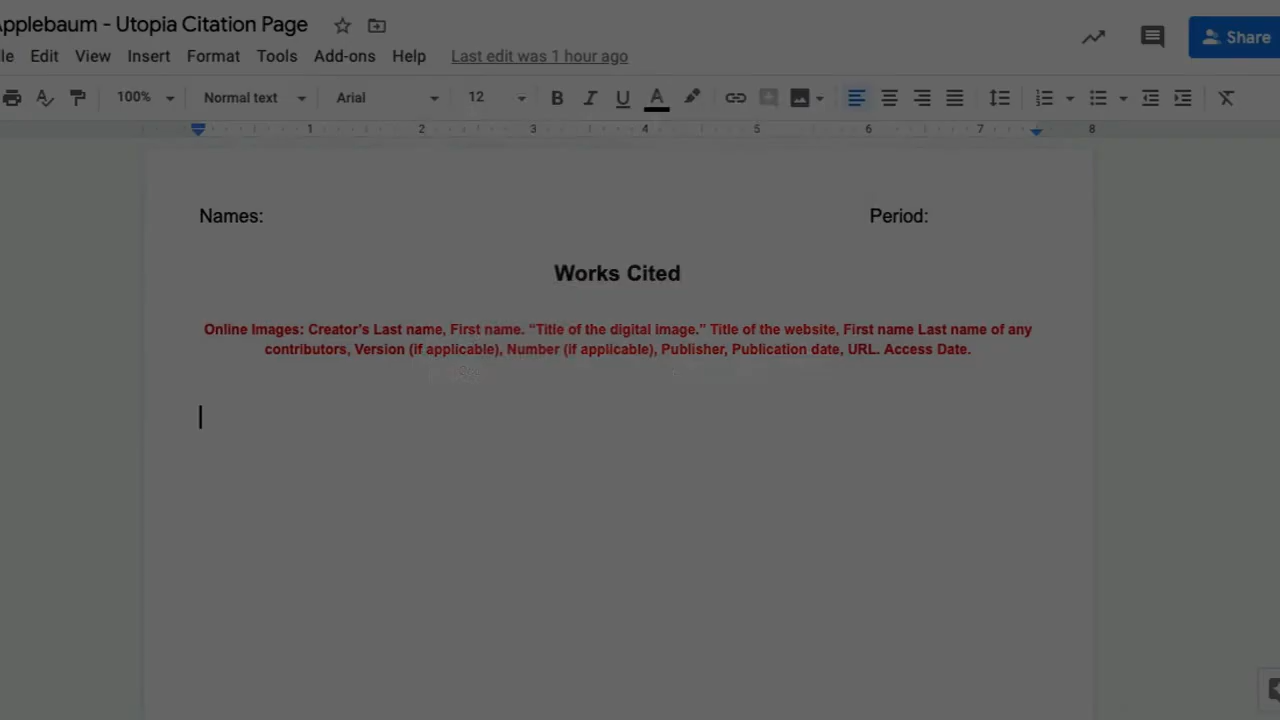 Applebaum - Utopia Citation Page
Edit View Insert Format Tools Add-ons Help Last edit was 1 hour ago
Share
100% Normal text Arial 12 B I U A
1 2 3 4 5 6 7 8
Names: Period:
Works Cited
Online Images: Creator’s Last name, First name. “Title of the digital image.” Title of the website, First name Last name of any
contributors, Version (if applicable), Number (if applicable), Publisher, Publication date, URL. Access Date.